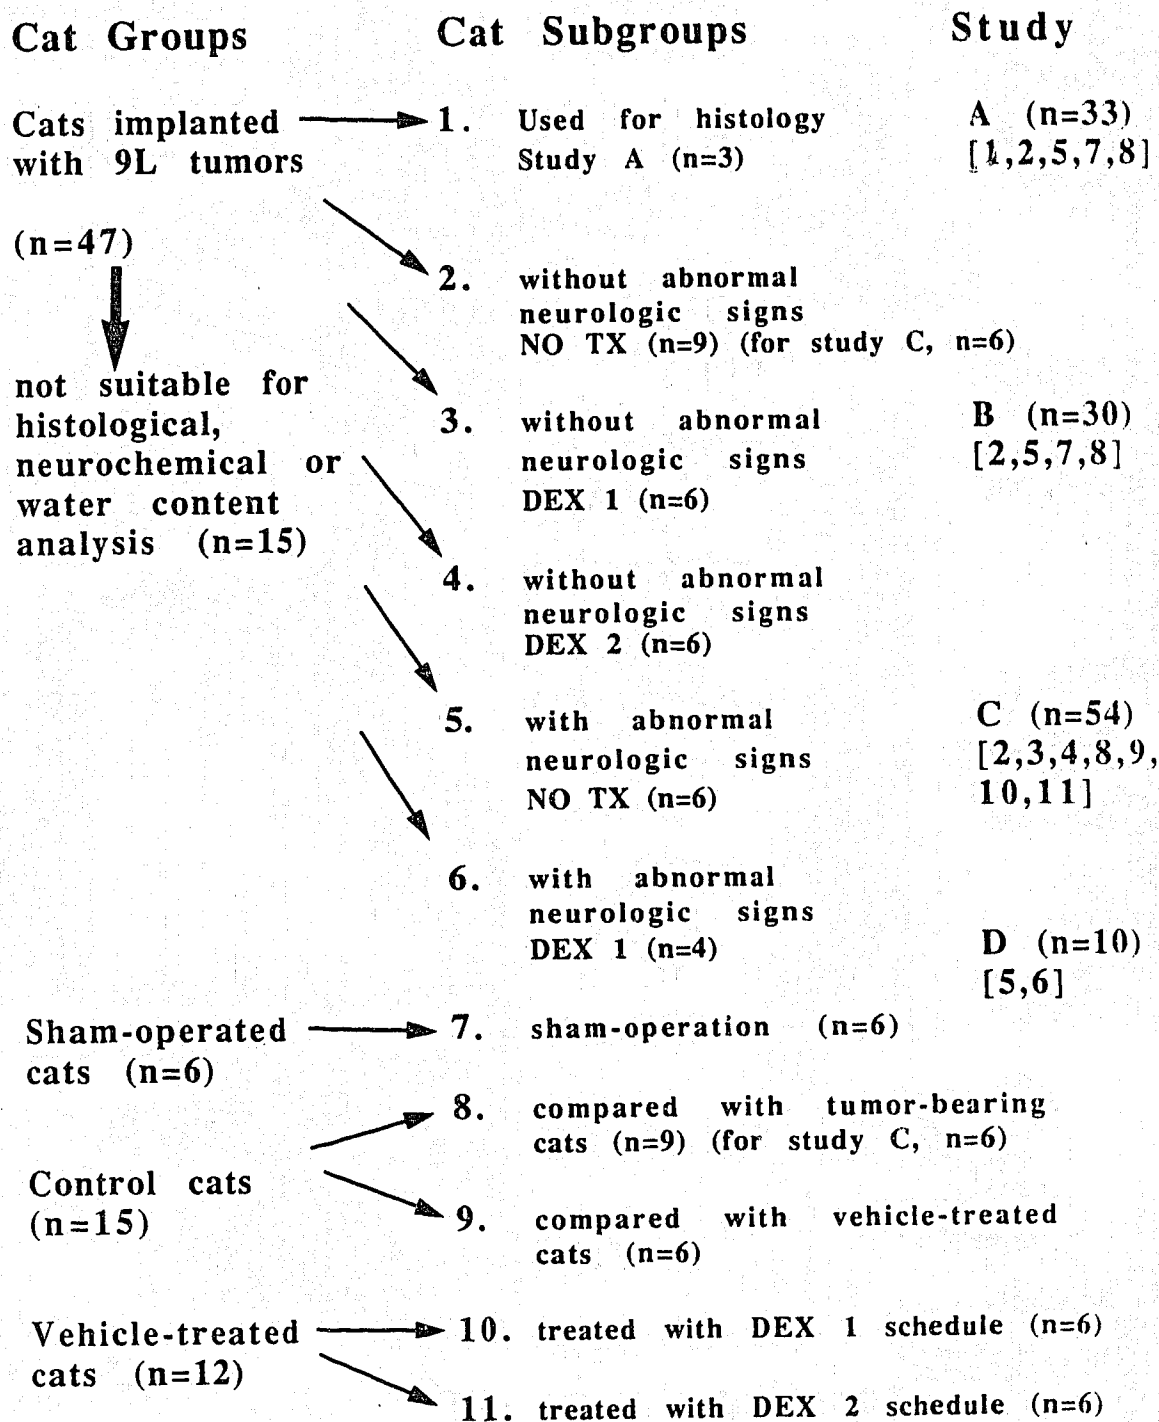 Cat Groups Cat Subgroups Study
Cats implanted 1. Used for histology A (n=33)
with 9L tumors Study A (n=3) [1,2,5,7,8]
(n=47)
2. without abnormal
neurologic signs
NO TX (n=9) (for study C, n=6)
not suitable for
histological, 3. without abnormal B (n=30)
neurochemical or neurologic signs [2,5,7,8]
water content DEX 1 (n=6)
analysis (n=15)
4. without abnormal
neurologic signs
DEX 2 (n=6)
5. with abnormal C (n=54)
neurologic signs [2,3,4,8,9,
NO TX (n=6) 10,11]
6. with abnormal
neurologic signs
DEX 1 (n=4) D (n=10)
[5,6]
Sham-operated 7. sham-operation (n=6)
cats (n=6)
8. compared with tumor-bearing
cats (n=9) (for study C, n=6)
Control cats
(n=15) 9. compared with vehicle-treated
cats (n=6)
Vehicle-treated 10. treated with DEX 1 schedule (n=6)
cats (n=12)
11. treated with DEX 2 schedule (n=6)